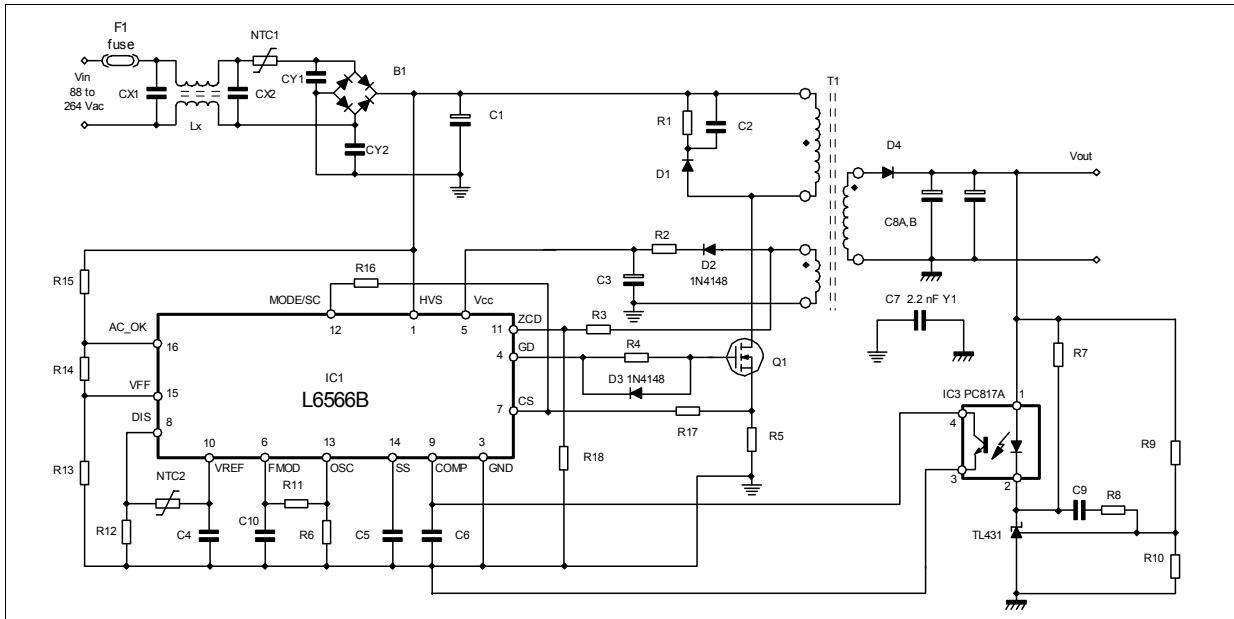 F1
fuse
NTC1
B1
T1
CY1
Vin
88 to
264 Vac
CX1
CX2
C1
R1
C2
Lx
CY2
D4
Vout
D1
C8A,B
R2
D2
1N4148
C3
R15
R16
MODE/SC
HVS
Vcc
C7 2.2 nF Y1
12
1
5
ZCD
11
R3
AC_OK
16
GD
4
R4
Q1
R7
R14
IC1
L6566B
D3 1N4148
VFF
15
IC3 PC817A
1
DIS
8
CS
7
4
R17
R5
R9
10
6
13
14
9
3
R13
VREF
FMOD
OSC
SS
COMP
GND
R18
3
2
NTC2
R11
C9
R8
R12
C4
C10
R6
C5
C6
TL431
R10